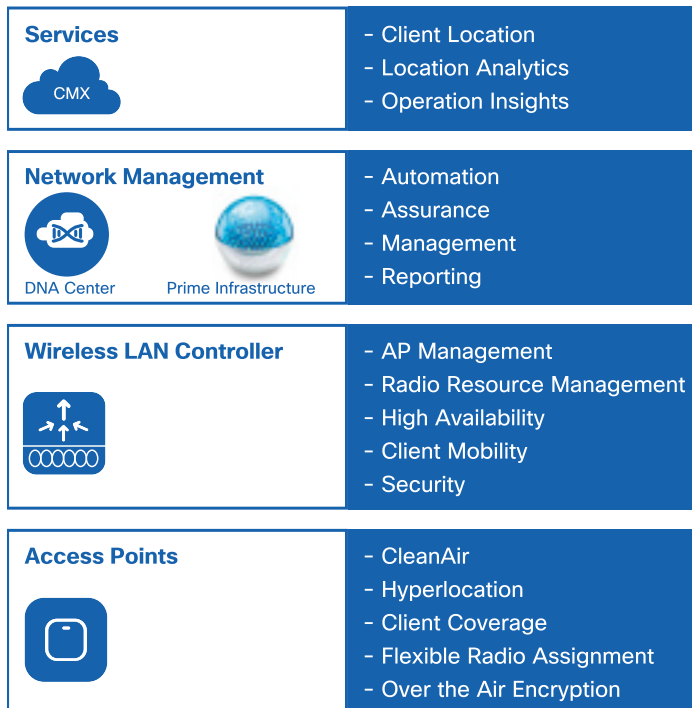 Services
CMX
- Client Location
- Location Analytics
- Operation Insights
Network Management
DNA Center
Prime Infrastructure
- Automation
- Assurance
- Management
- Reporting
Wireless LAN Controller
- AP Management
- Radio Resource Management
- High Availability
- Client Mobility
- Security
Access Points
- CleanAir
- Hyperlocation
- Client Coverage
- Flexible Radio Assignment
- Over the Air Encryption